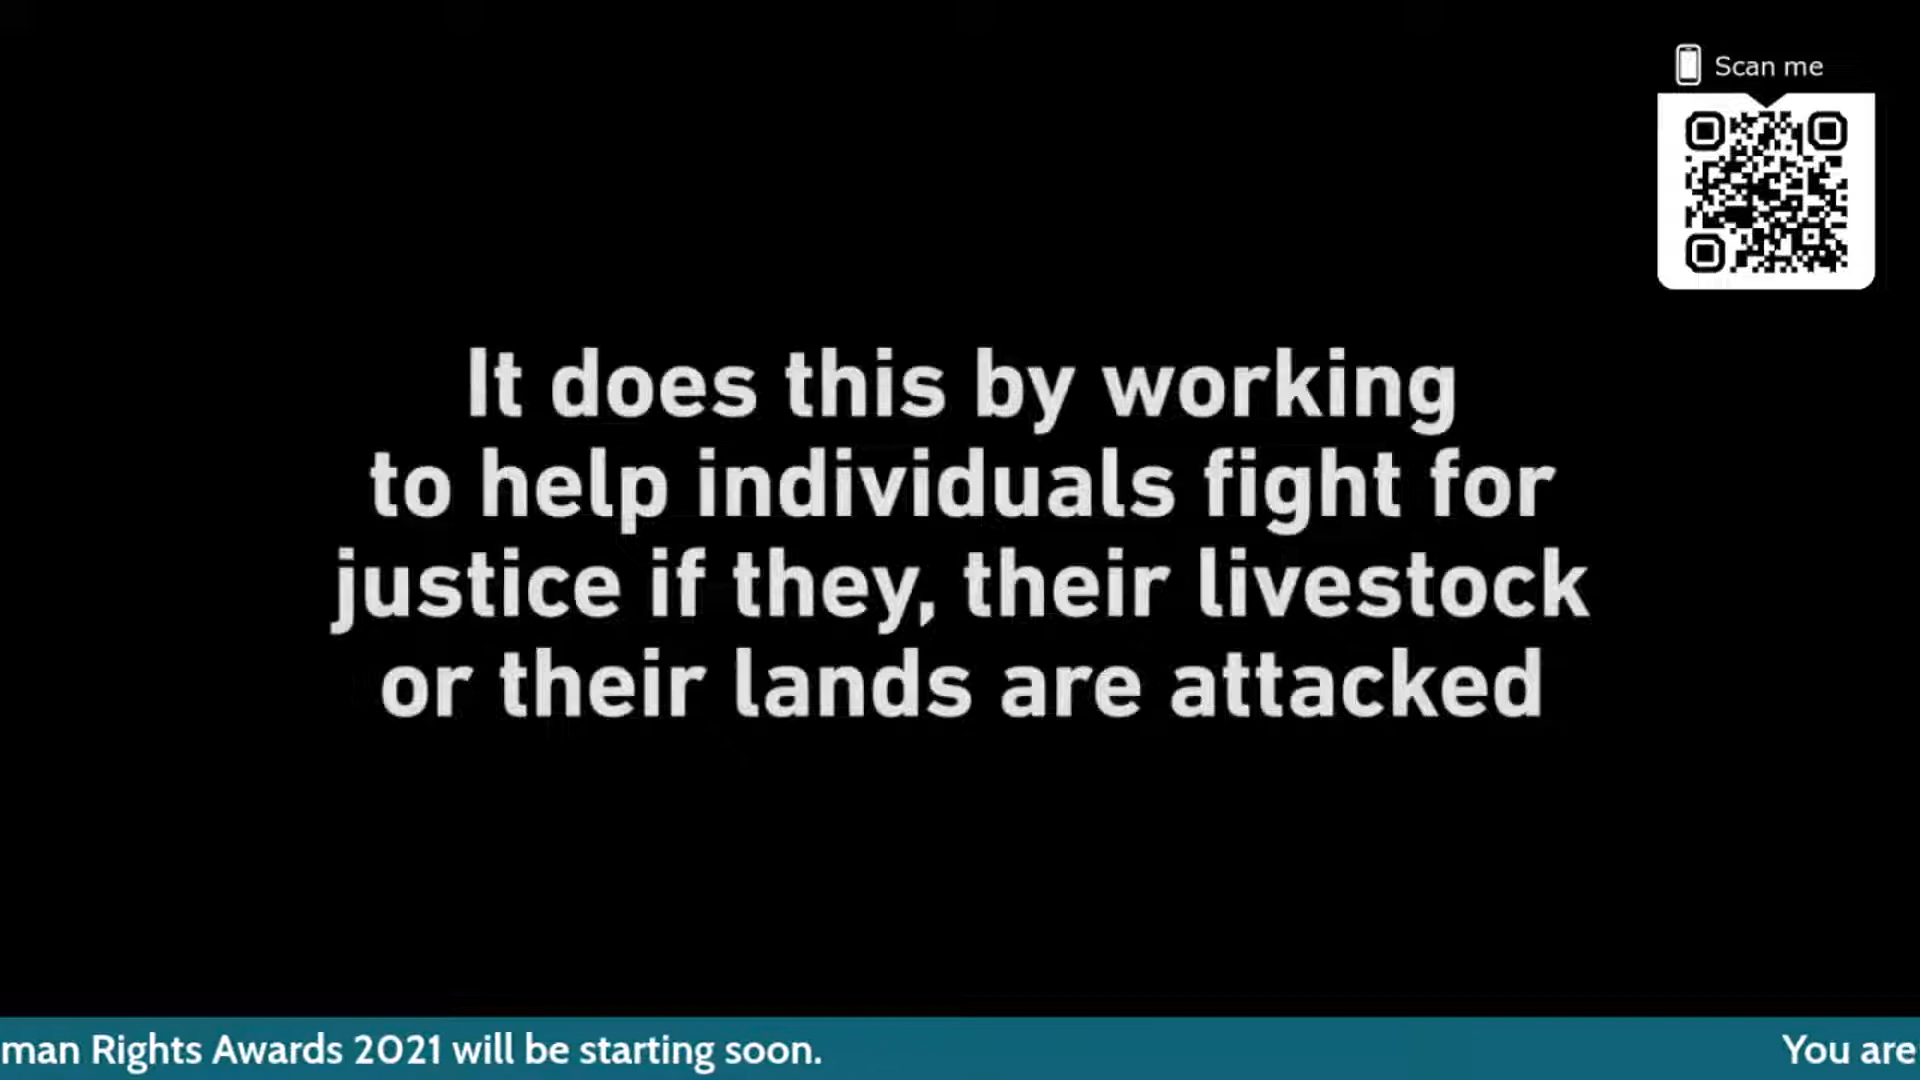 Scan me
It does this by working
to help individuals fight for
justice if they, their livestock
or their lands are attacked
man Rights Awards 2021 will be starting soon.
You are